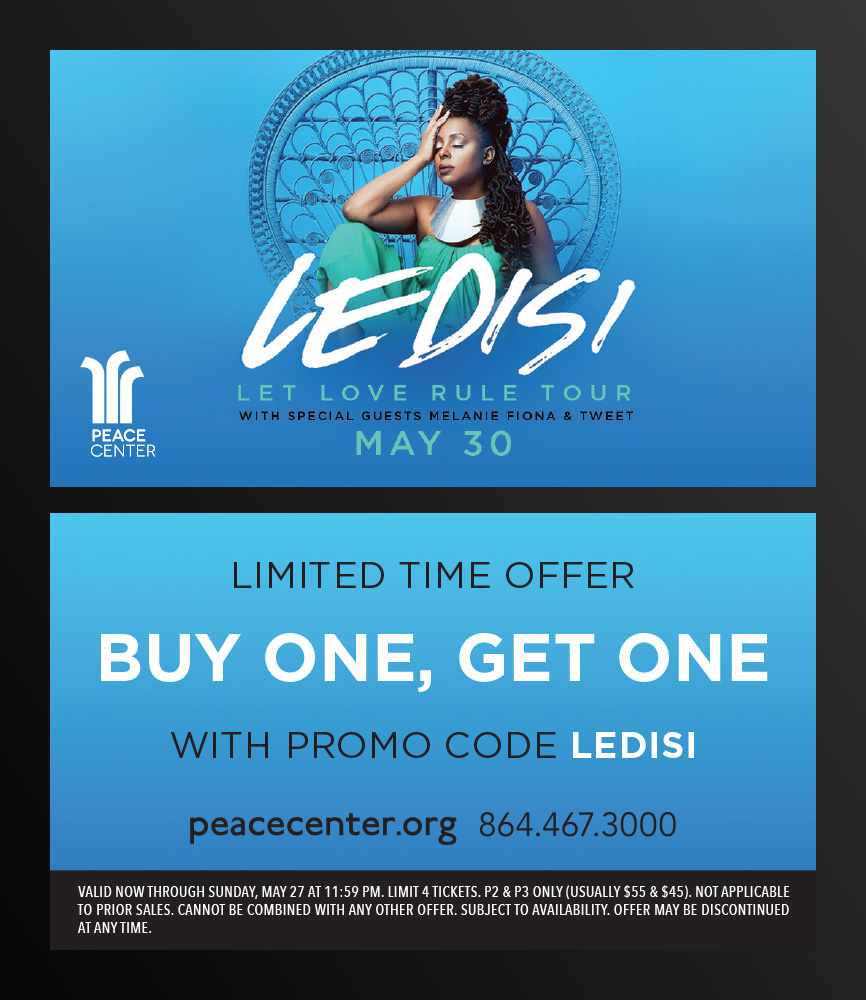 LEDISI
LET LOVE RULE TOUR
WITH SPECIAL GUESTS MELANIE FIONA & TWEET
MAY 30
PEACE
CENTER
LIMITED TIME OFFER
BUY ONE, GET ONE
WITH PROMO CODE LEDISI
peacecenter.org 864.467.3000
VALID NOW THROUGH SUNDAY, MAY 27 AT 11:59 PM. LIMIT 4 TICKETS. P2 & P3 ONLY (USUALLY $55 & $45). NOT APPLICABLE
TO PRIOR SALES. CANNOT BE COMBINED WITH ANY OTHER OFFER. SUBJECT TO AVAILABILITY. OFFER MAY BE DISCONTINUED
AT ANY TIME.